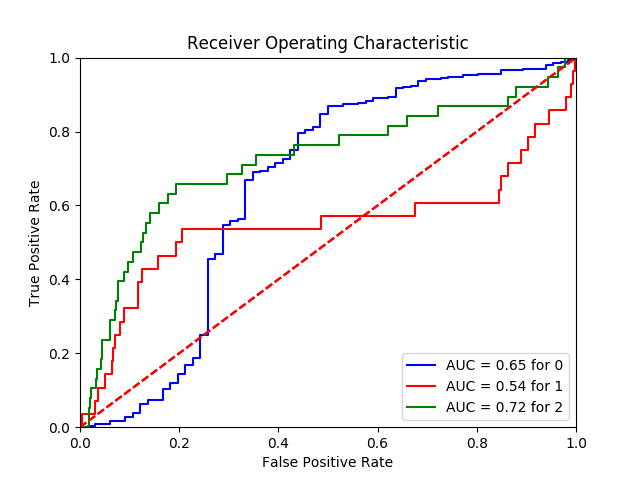 Receiver Operating Characteristic
True Positive Rate
1.0
0.8
0.6
0.4
0.2
0.0
AUC = 0.65 for 0
AUC = 0.54 for 1
AUC = 0.72 for 2
0.0 0.2 0.4 0.6 0.8 1.0
False Positive Rate